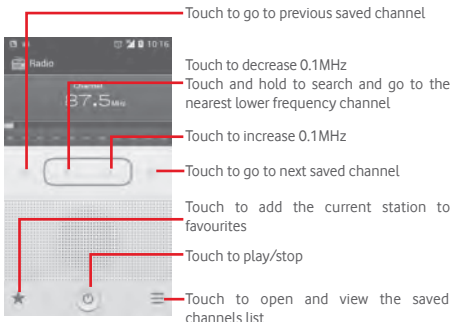 Touch to go to previous saved channel
10:16
Radio
Touch to decrease 0.1MHz
Channel
Touch and hold to search and go to the
87.5MHz
nearest lower frequency channel
Touch to increase 0.1MHz
Touch to go to next saved channel
Touch to add the current station to
favourites
Touch to play/stop
Touch to open and view the saved
channels list